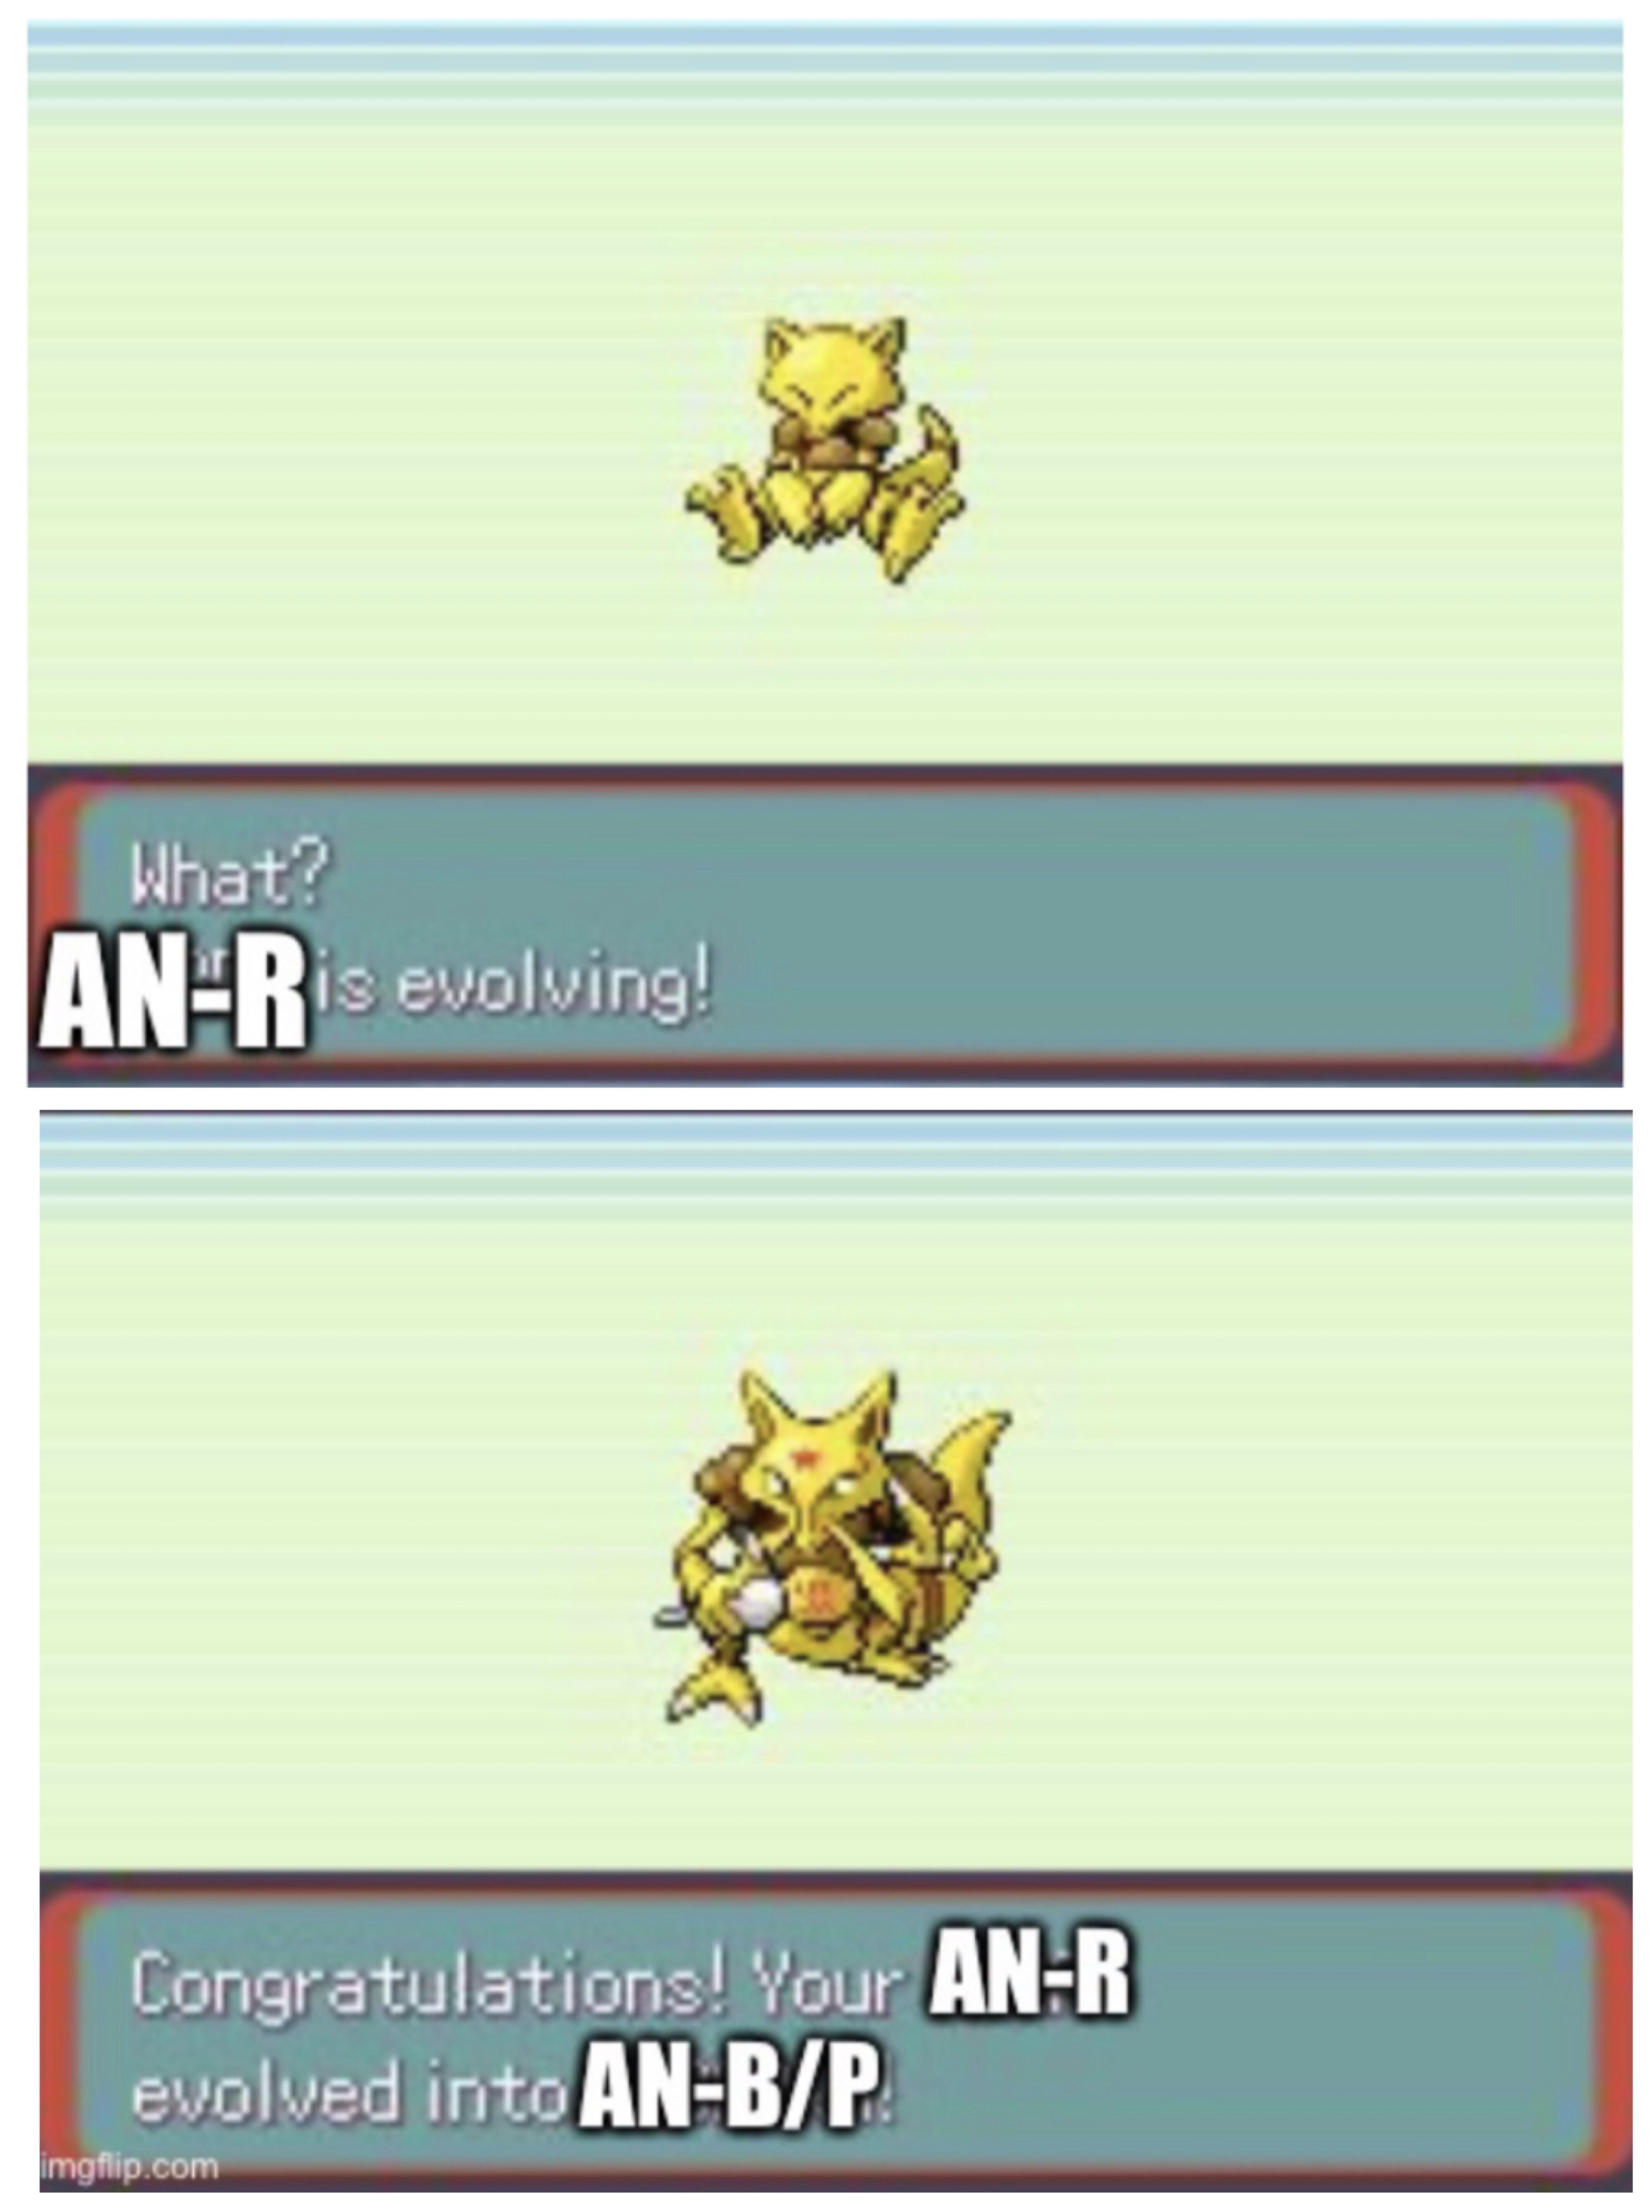 What?
AN-R is evolving!
Congratulations! Your AN-R
evolved into AN-B/P
imgflip.com